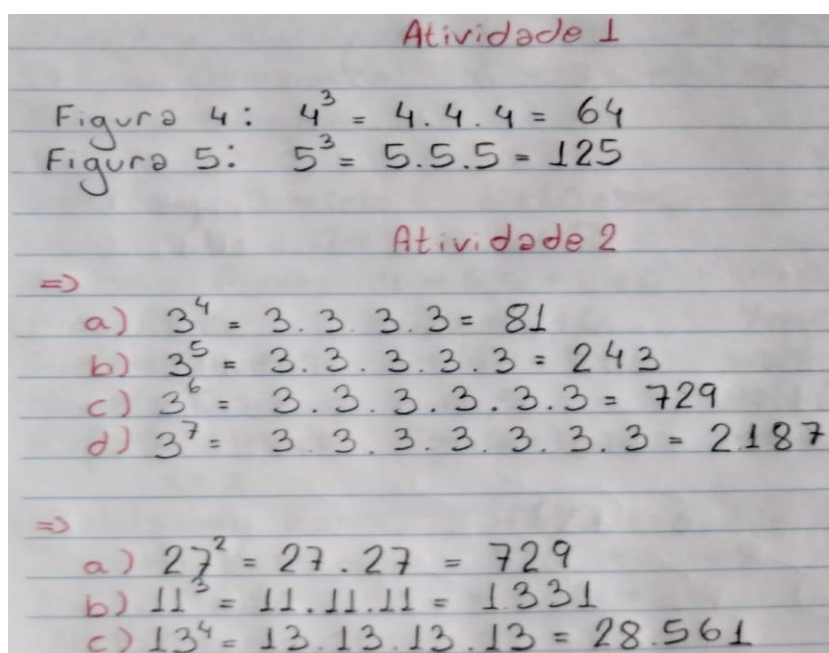 Atividade 1
Figura 4: 4³ = 4.4.4 = 64
Figura 5: 5³ = 5.5.5 = 125
Atividade 2
=>
a) 3⁴ = 3.3.3.3 = 81
b) 3⁵ = 3.3.3.3.3 = 243
c) 3⁶ = 3.3.3.3.3.3 = 729
d) 3⁷ = 3.3.3.3.3.3.3 = 2187
=>
a) 27² = 27.27 = 729
b) 11³ = 11.11.11 = 1331
c) 13⁴ = 13.13.13.13 = 28.561